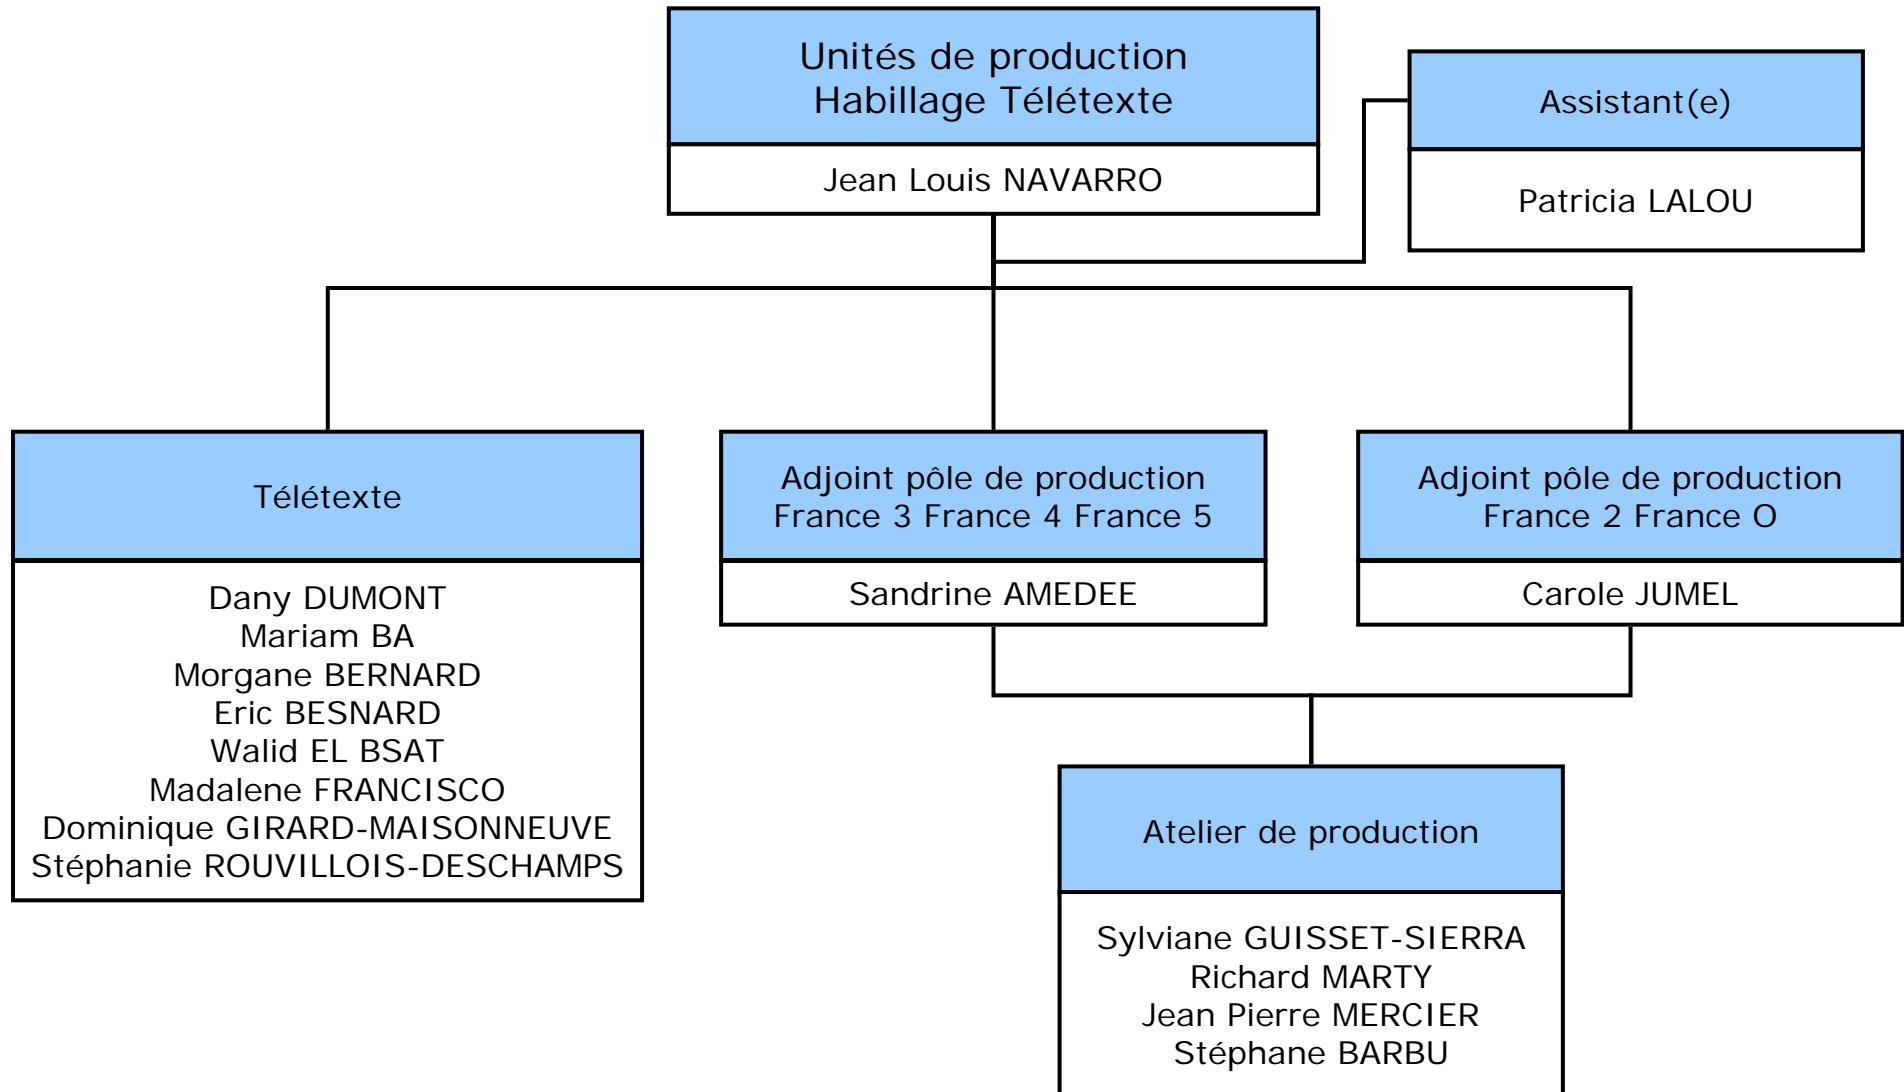 Unités de production
Habillage Télétexte
Jean Louis NAVARRO
Assistant(e)
Patricia LALOU
Télétexte
Dany DUMONT
Mariam BA
Morgane BERNARD
Eric BESNARD
Walid EL BSAT
Madalene FRANCISCO
Dominique GIRARD-MAISONNEUVE
Stéphanie ROUVILLOIS-DESCHAMPS
Adjoint pôle de production
France 3 France 4 France 5
Sandrine AMEDEE
Adjoint pôle de production
France 2 France O
Carole JUMEL
Atelier de production
Sylviane GUISSET-SIERRA
Richard MARTY
Jean Pierre MERCIER
Stéphane BARBU